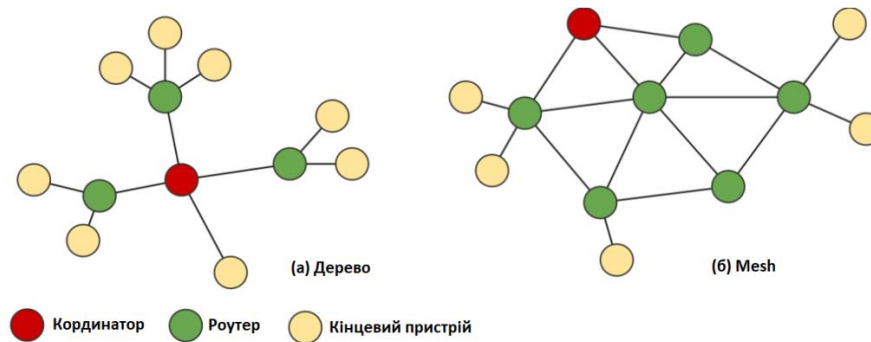 (а) Дерево
(б) Mesh
Кординатор
Роутер
Кінцевий пристрій